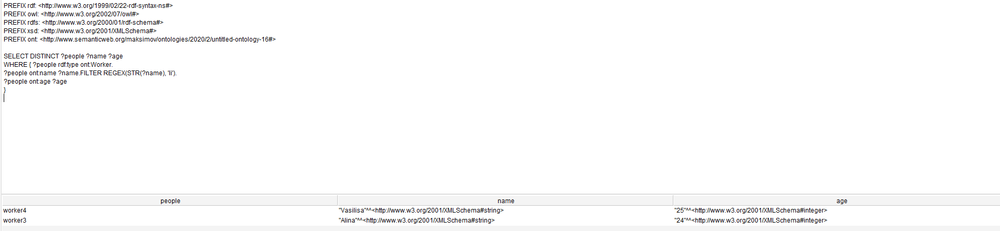 PREFIX rdf: <http://www.w3.org/1999/02/22-rdf-syntax-ns#>
PREFIX owl: <http://www.w3.org/2002/07/owl#>
PREFIX rdfs: <http://www.w3.org/2000/01/rdf-schema#>
PREFIX xsd: <http://www.w3.org/2001/XMLSchema#>
PREFIX ont: <http://www.semanticweb.org/maksimov/ontologies/2020/2/untitled-ontology-16#>
SELECT DISTINCT ?people ?name ?age
WHERE { ?people rdf:type ont:Worker.
?people ont:name ?name.FILTER REGEX(STR(?name), 'li').
?people ont:age ?age
}
people name age
worker4 "Vasilisa"^^<http://www.w3.org/2001/XMLSchema#string> "25"^^<http://www.w3.org/2001/XMLSchema#integer>
worker3 "Alina"^^<http://www.w3.org/2001/XMLSchema#string> "24"^^<http://www.w3.org/2001/XMLSchema#integer>